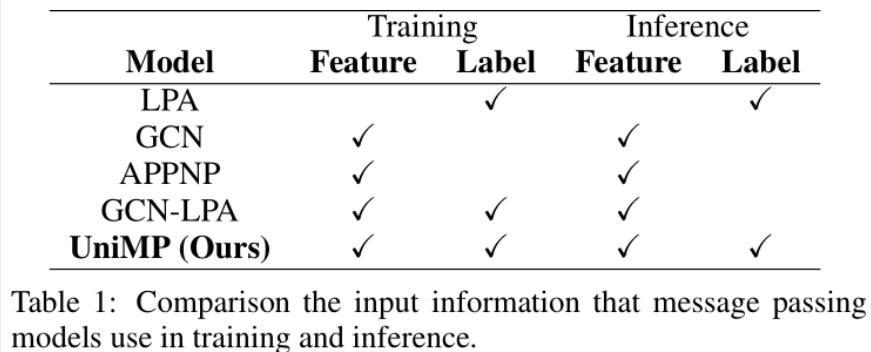 Training Inference
Model Feature Label Feature Label
LPA ✓ ✓
GCN ✓ ✓
APPNP ✓ ✓
GCN-LPA ✓ ✓ ✓
UniMP (Ours) ✓ ✓ ✓ ✓
Table 1: Comparison the input information that message passing
models use in training and inference.